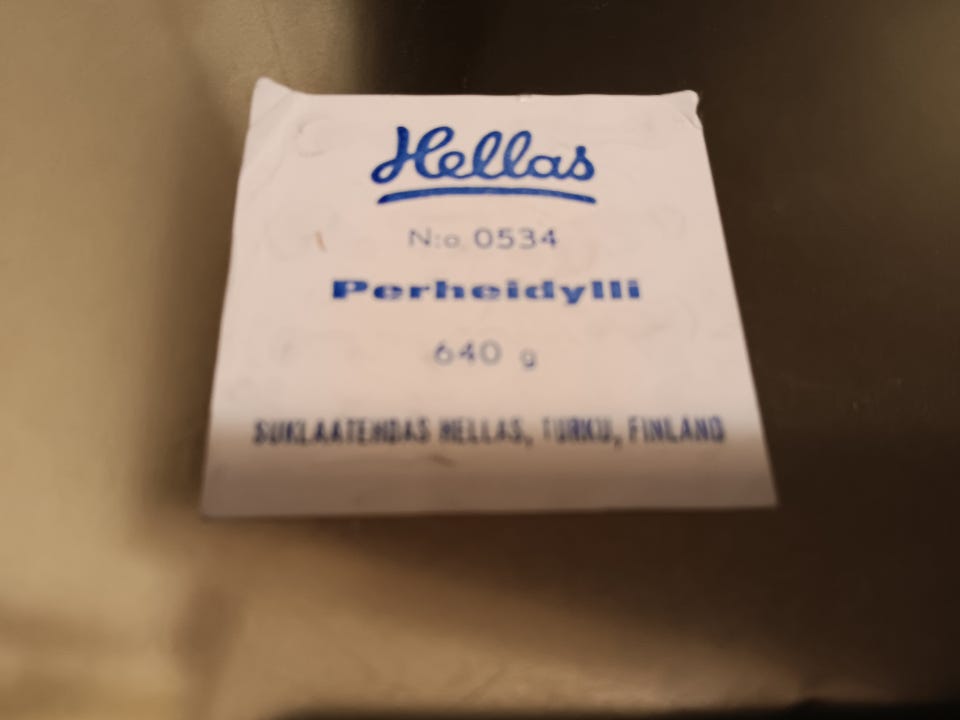 Hellas
N:o 0534
Perheidylli
640 g
SUKLAATEHDAS HELLAS, TURKU, FINLAND